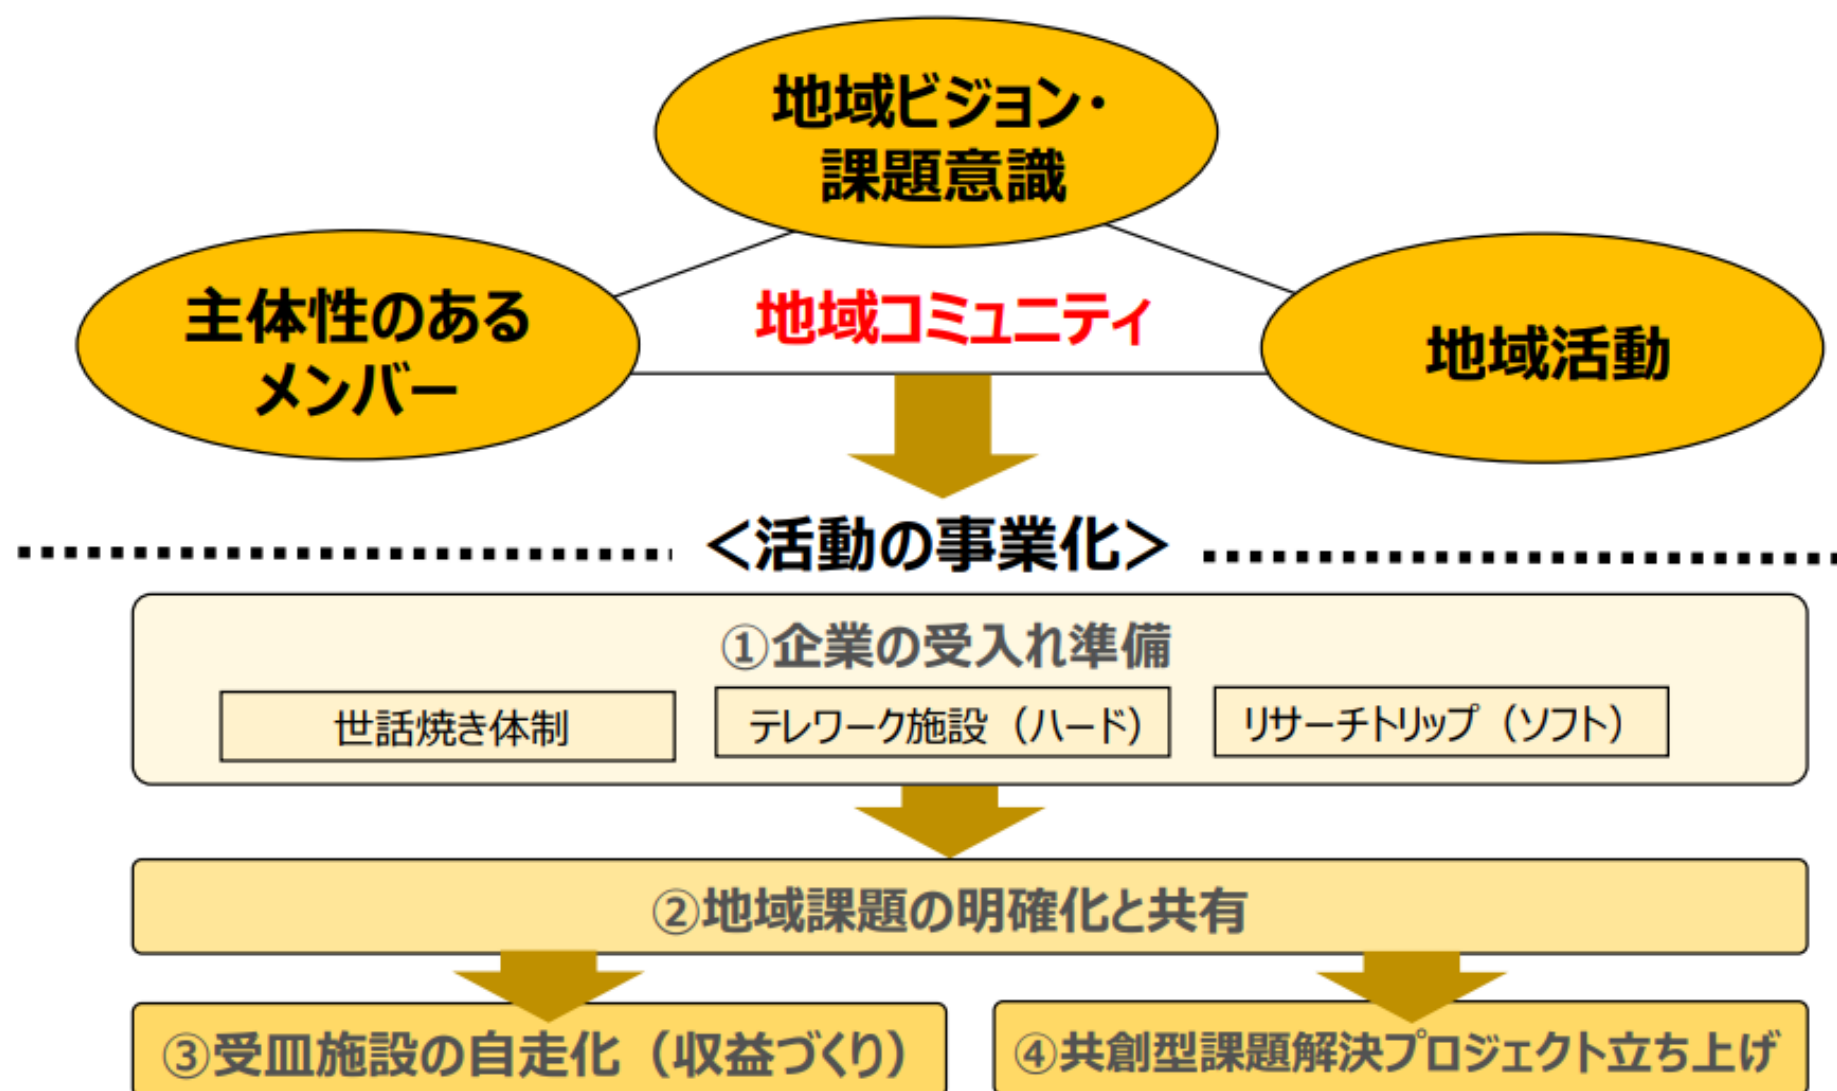 地域ビジョン・
課題意識
主体性のある
メンバー
地域コミュニティ
地域活動
＜活動の事業化＞
①企業の受入れ準備
世話焼き体制
テレワーク施設（ハード）
リサーチトリップ（ソフト）
②地域課題の明確化と共有
③受皿施設の自走化（収益づくり）
④共創型課題解決プロジェクト立ち上げ